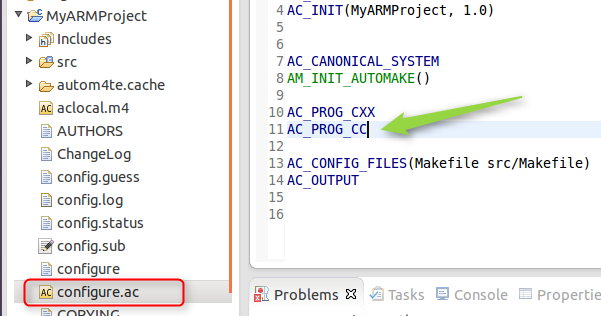 MyARMProject
Includes
src
autom4te.cache
aclocal.m4
AUTHORS
ChangeLog
config.guess
config.log
config.status
config.sub
configure
configure.ac
COPYING
4 AC_INIT(MyARMProject, 1.0)
5
6
7 AC_CANONICAL_SYSTEM
8 AM_INIT_AUTOMAKE()
9
10 AC_PROG_CXX
11 AC_PROG_CC
12
13 AC_CONFIG_FILES(Makefile src/Makefile)
14 AC_OUTPUT
15
16
Problems Tasks Console Propertie